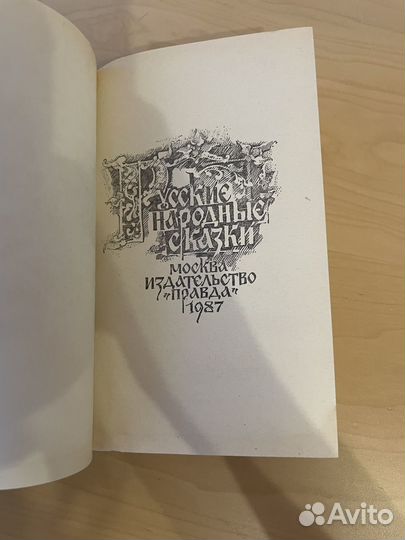 Русские
народные
сказки
Москва
издательство
„Правда“
1987
Avito